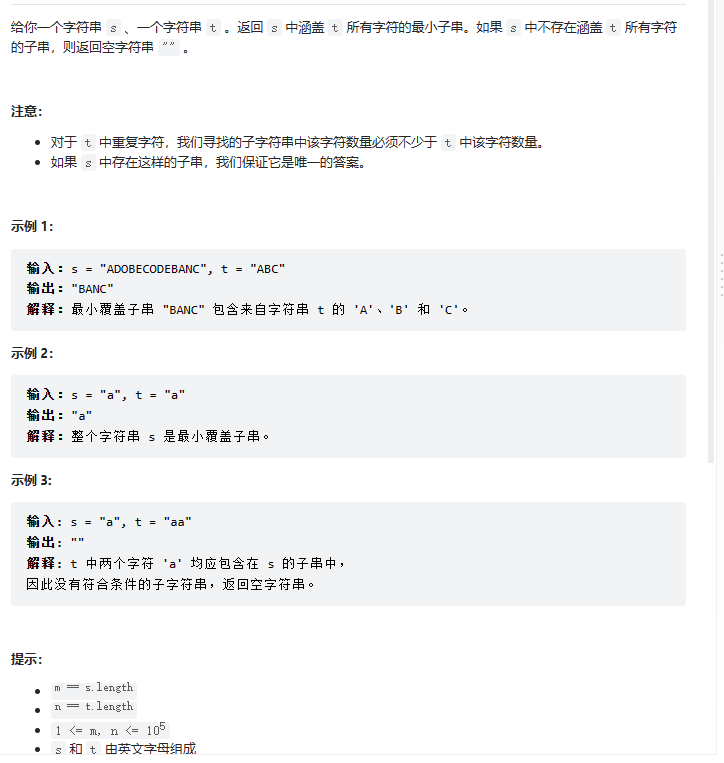 给你一个字符串 s 、一个字符串 t 。返回 s 中涵盖 t 所有字符的最小子串。如果 s 中不存在涵盖 t 所有字符
的子串，则返回空字符串 "" 。
注意：
• 对于 t 中重复字符，我们寻找的子字符串中该字符数量必须不少于 t 中该字符数量。
• 如果 s 中存在这样的子串，我们保证它是唯一的答案。
示例 1：
输入：s = "ADOBECODEBANC", t = "ABC"
输出："BANC"
解释：最小覆盖子串 "BANC" 包含来自字符串 t 的 'A'、'B' 和 'C'。
示例 2：
输入：s = "a", t = "a"
输出："a"
解释：整个字符串 s 是最小覆盖子串。
示例 3:
输入: s = "a", t = "aa"
输出: ""
解释: t 中两个字符 'a' 均应包含在 s 的子串中，
因此没有符合条件的子字符串，返回空字符串。
提示：
• m == s.length
• n == t.length
• 1 <= m, n <= 10⁵
• s 和 t 由英文字母组成